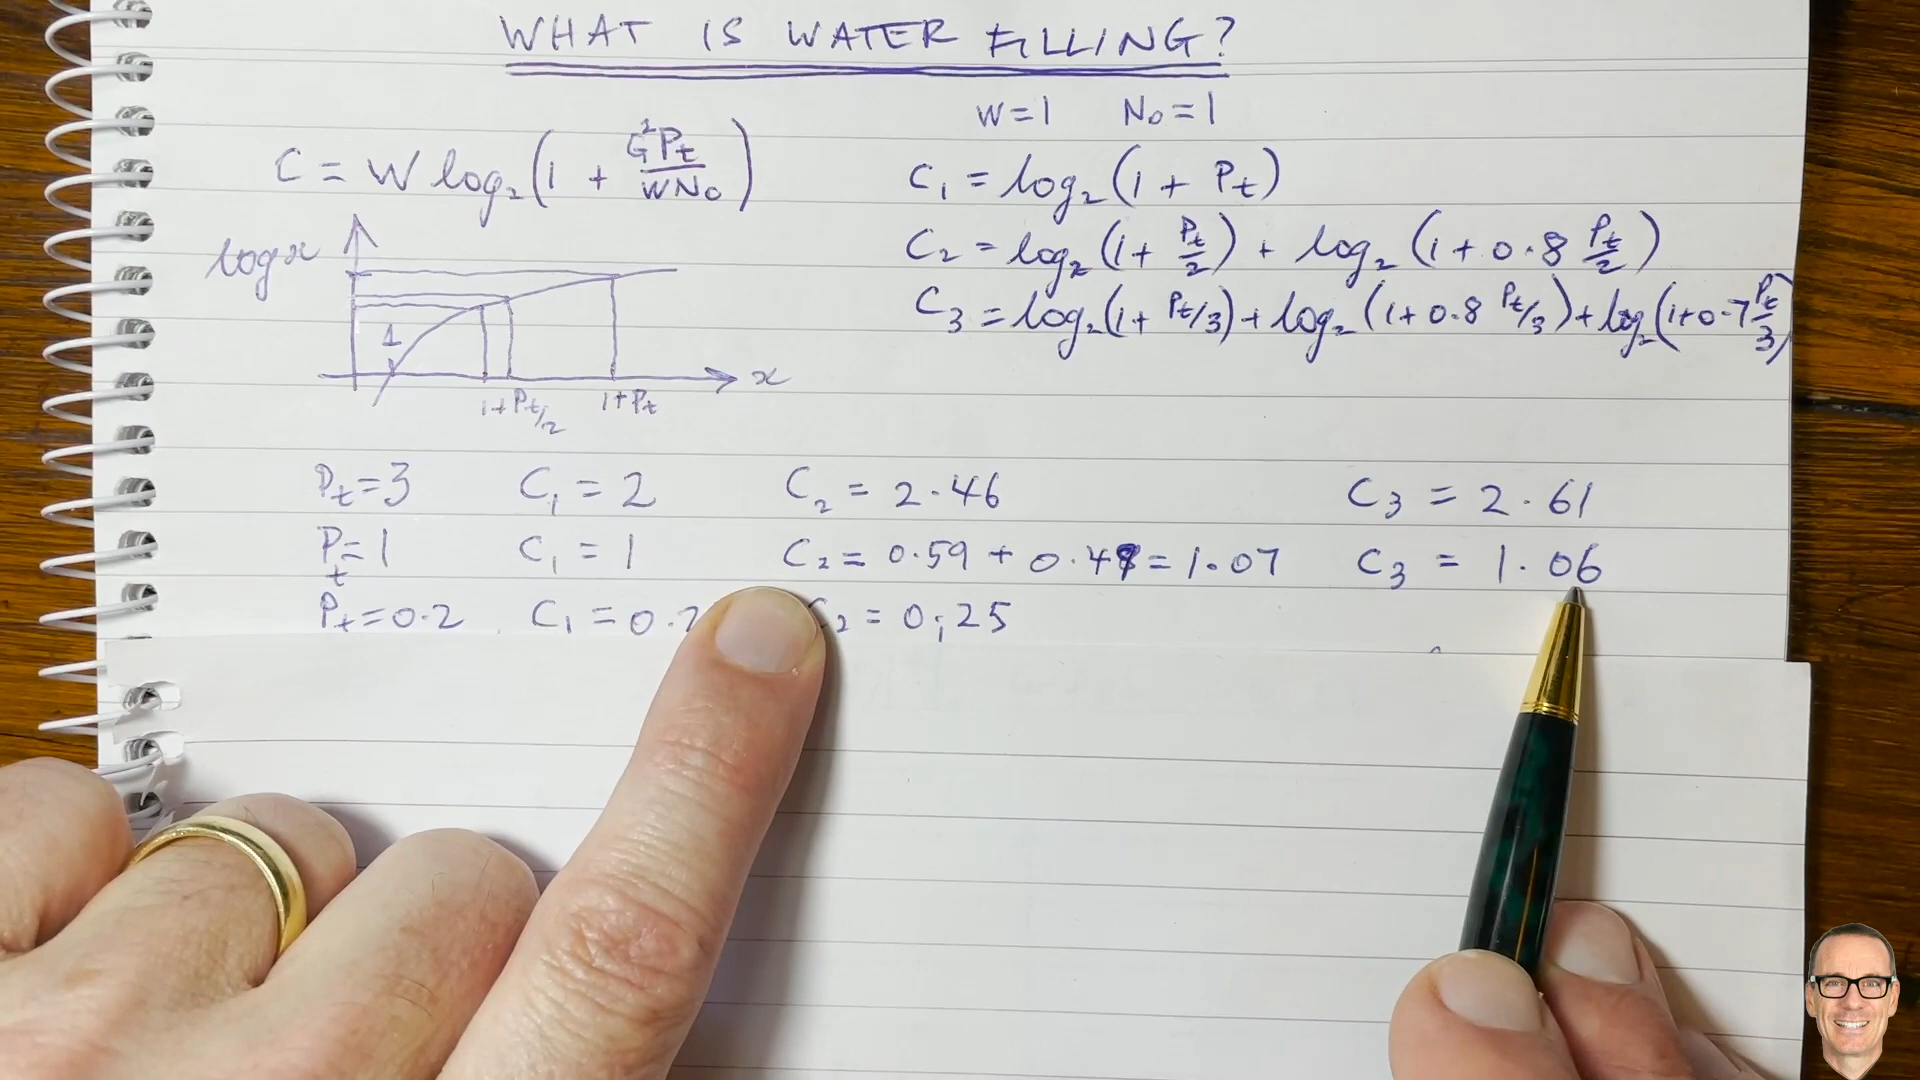 WHAT IS WATER FILLING?
W=1 No=1
C = W log₂(1 + G²Pt/WN₀)
C₁ = log₂(1 + Pt)
C₂ = log₂(1 + Pt/2) + log₂(1 + 0.8 Pt/2)
C₃ = log₂(1 + Pt/3) + log₂(1 + 0.8 Pt/3) + log₂(1+0.7 Pt/3)
log x
1
x
1+Pt/2 1+Pt
Pt=3 C₁ = 2 C₂ = 2.46 C₃ = 2.61
Pt=1 C₁ = 1 C₂ = 0.59 + 0.48 = 1.07 C₃ = 1.06
Pt=0.2 C₁ = 0.2 C₂ = 0.25